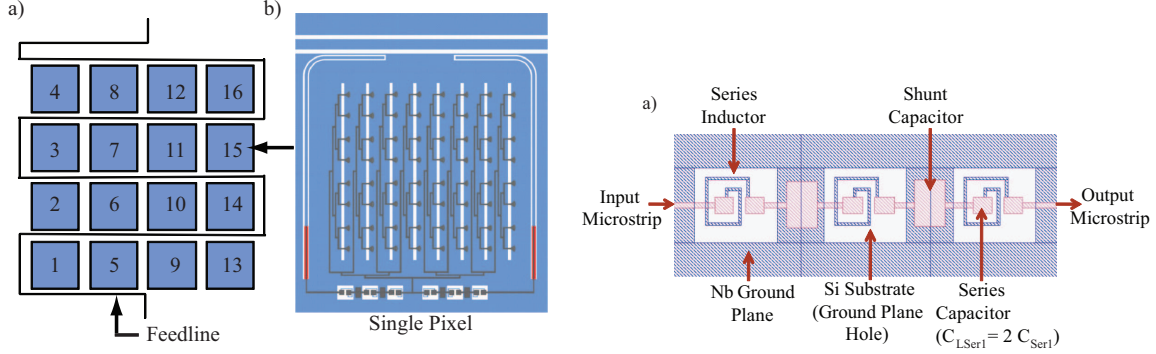 a)
4 8 12 16
3 7 11 15
2 6 10 14
1 5 9 13
Feedline
b)
Single Pixel
a)
Series
Inductor
Shunt
Capacitor
Input
Microstrip
Output
Microstrip
Nb Ground
Plane
Si Substrate
(Ground Plane
Hole)
Series
Capacitor
(C_LSer1= 2 C_Ser1)